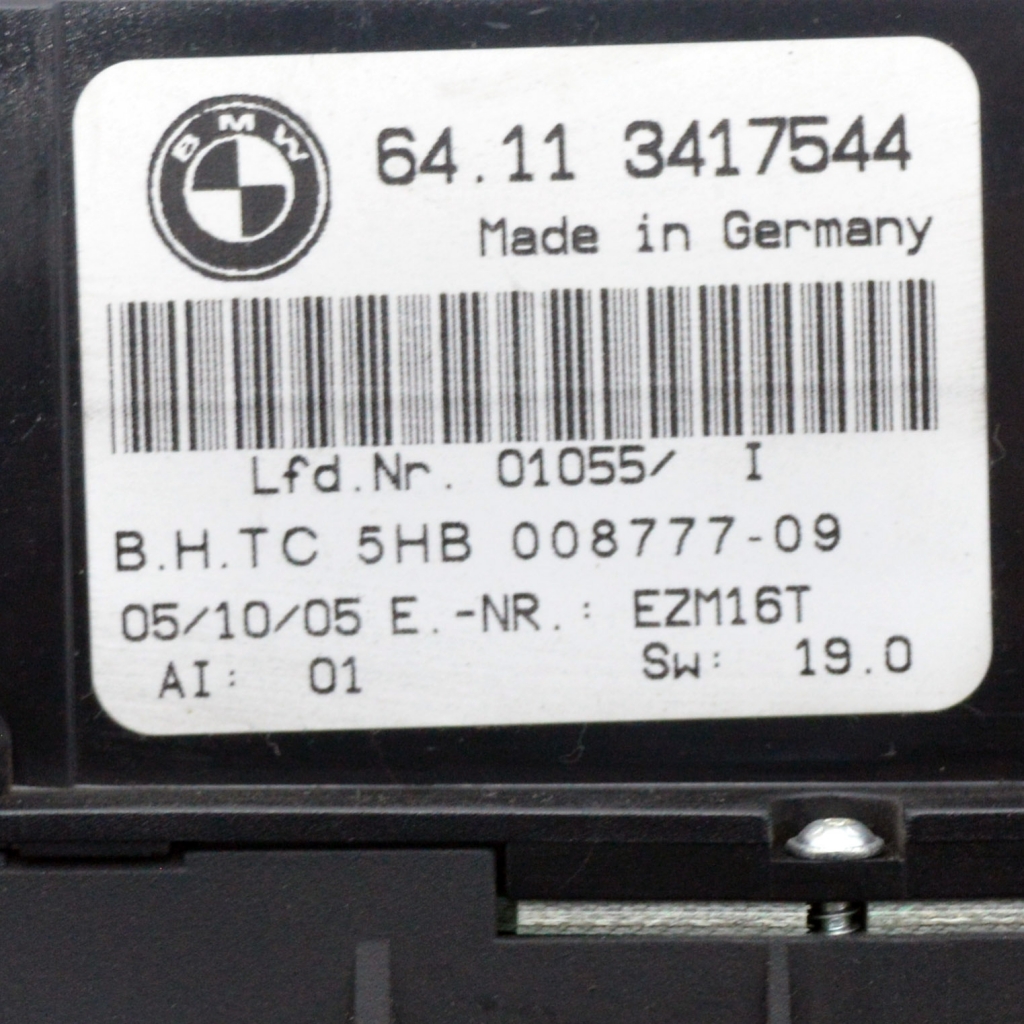 BMW
64.11 3417544
Made in Germany
Lfd.Nr. 01055/ I
B.H.TC 5HB 008777-09
05/10/05 E.-NR.: EZM16T
AI: 01 Sw: 19.0